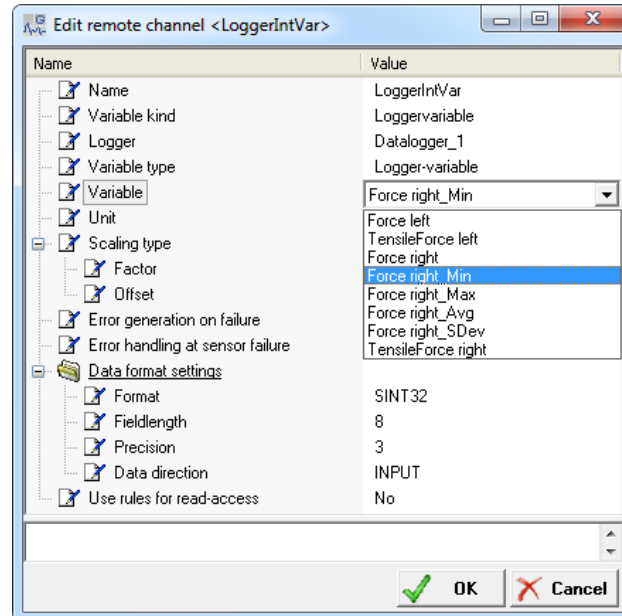 Edit remote channel <LoggerIntVar>
Name Value
Name LoggerIntVar
Variable kind Loggervariable
Logger Datalogger_1
Variable type Logger-variable
Variable Force right_Min
Unit Force left
TensileForce left
Scaling type Force right
Factor Force right_Min
Offset Force right_Max
Force right_Avg
Error generation on failure Force right_SDev
Error handling at sensor failure TensileForce right
Data format settings
Format SINT32
Fieldlength 8
Precision 3
Data direction INPUT
Use rules for read-access No
OK Cancel